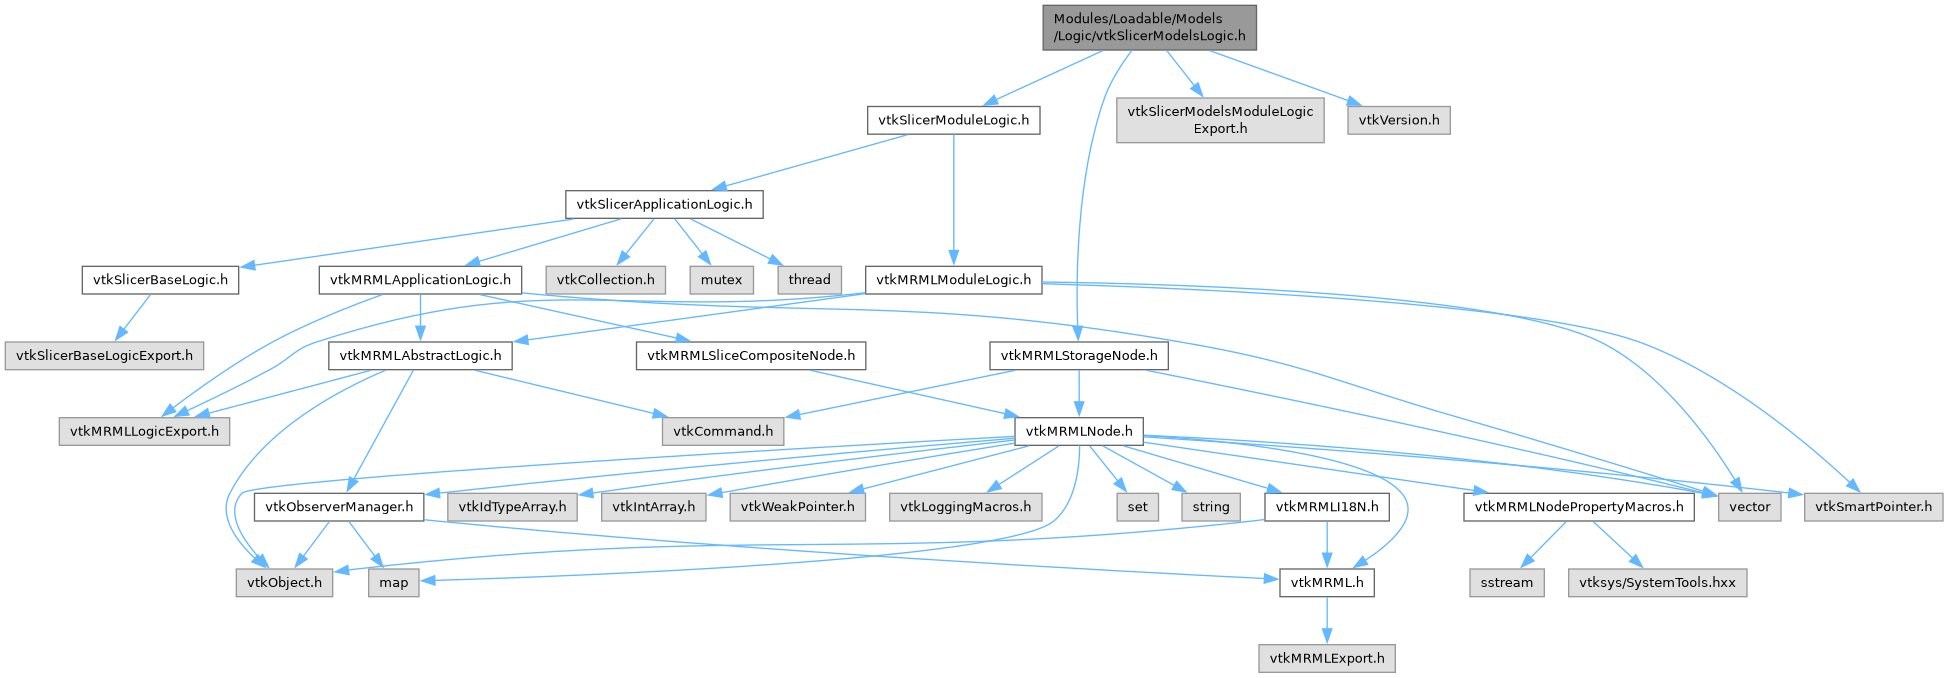 Modules/Loadable/Models
/Logic/vtkSlicerModelsLogic.h
vtkSlicerModuleLogic.h
vtkSlicerModelsModuleLogic
Export.h
vtkVersion.h
vtkSlicerApplicationLogic.h
vtkSlicerBaseLogic.h
vtkMRMLApplicationLogic.h
vtkCollection.h
mutex
thread
vtkMRMLModuleLogic.h
vtkSlicerBaseLogicExport.h
vtkMRMLAbstractLogic.h
vtkMRMLSliceCompositeNode.h
vtkMRMLStorageNode.h
vtkMRMLLogicExport.h
vtkCommand.h
vtkMRMLNode.h
vtkObserverManager.h
vtkIdTypeArray.h
vtkIntArray.h
vtkWeakPointer.h
vtkLoggingMacros.h
set
string
vtkMRMLI18N.h
vtkMRMLNodePropertyMacros.h
vector
vtkSmartPointer.h
vtkObject.h
map
vtkMRML.h
sstream
vtksys/SystemTools.hxx
vtkMRMLExport.h